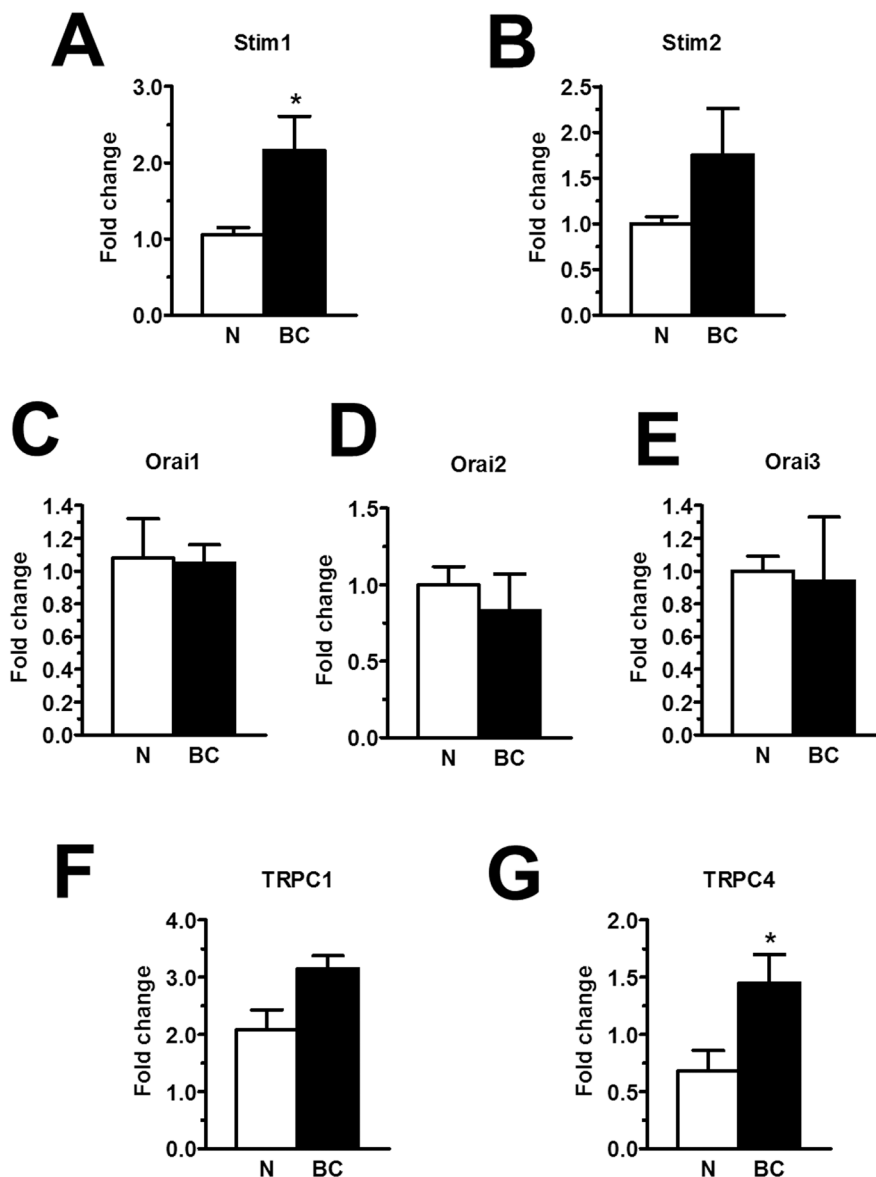 A
Stim1
Fold change
3.0
2.0
1.0
0.0
*
N BC
B
Stim2
Fold change
2.5
2.0
1.5
1.0
0.5
0.0
N BC
C
Orai1
Fold change
1.4
1.2
1.0
0.8
0.6
0.4
0.2
0.0
N BC
D
Orai2
Fold change
1.5
1.0
0.5
0.0
N BC
E
Orai3
Fold change
1.4
1.2
1.0
0.8
0.6
0.4
0.2
0.0
N BC
F
TRPC1
Fold change
4.0
3.0
2.0
1.0
0.0
N BC
G
TRPC4
Fold change
2.0
1.5
1.0
0.5
0.0
*
N BC